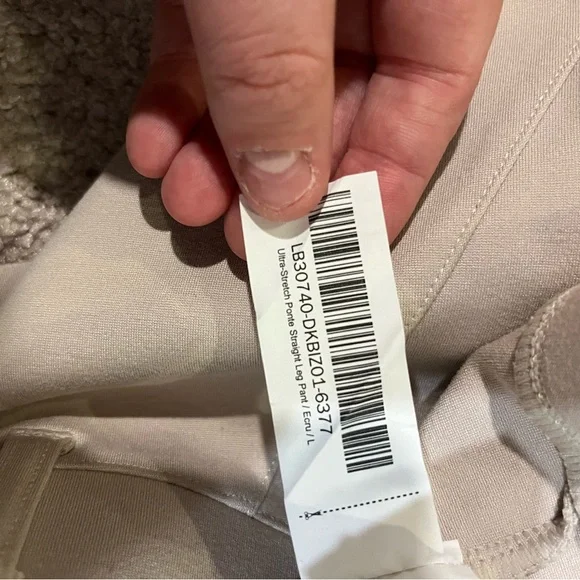 LB30740-DKBIZ01-6377
Ultra-Stretch Ponte Straight Leg Pant / Ecru / L